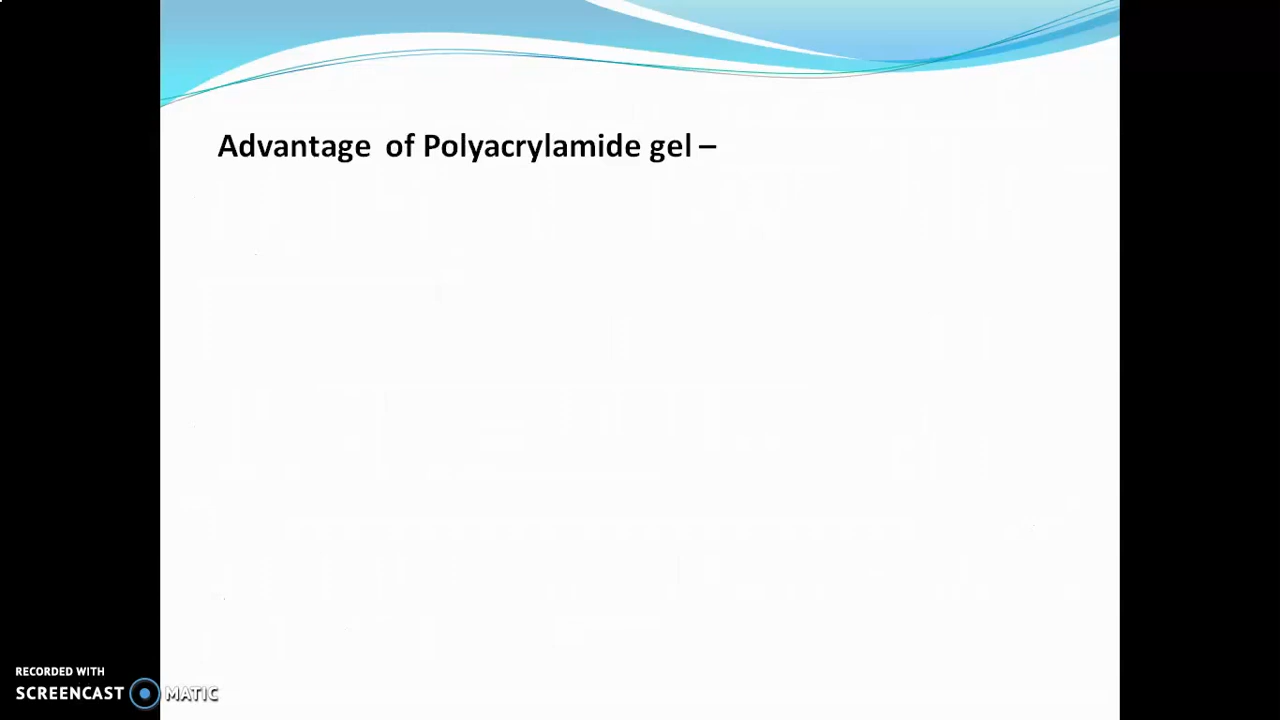 Advantage of Polyacrylamide gel –
RECORDED WITH
SCREENCAST MATIC